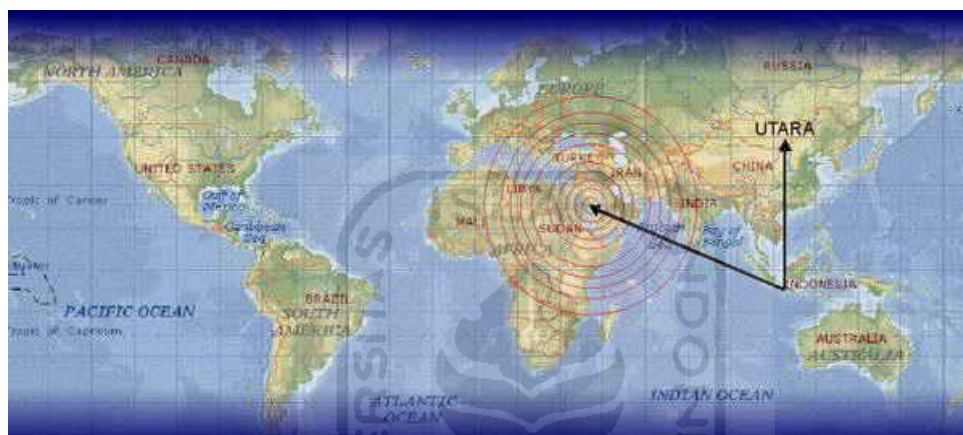 CANADA
NORTH AMERICA
RUSSIA
ASIA
EUROPE
UTARA
UNITED STATES
TURKEY
IRAN
CHINA
Gulf of
Mexico
LIBYA
INDIA
Tropic of Cancer
MALI
SUDAN
Caribbean
Sea
AFRICA
Bay of
Bengal
INDONESIA
BRAZIL
PACIFIC OCEAN
SOUTH
AMERICA
Tropic of Capricorn
AUSTRALIA
AUSTRALIA
INDIAN OCEAN
ATLANTIC
OCEAN